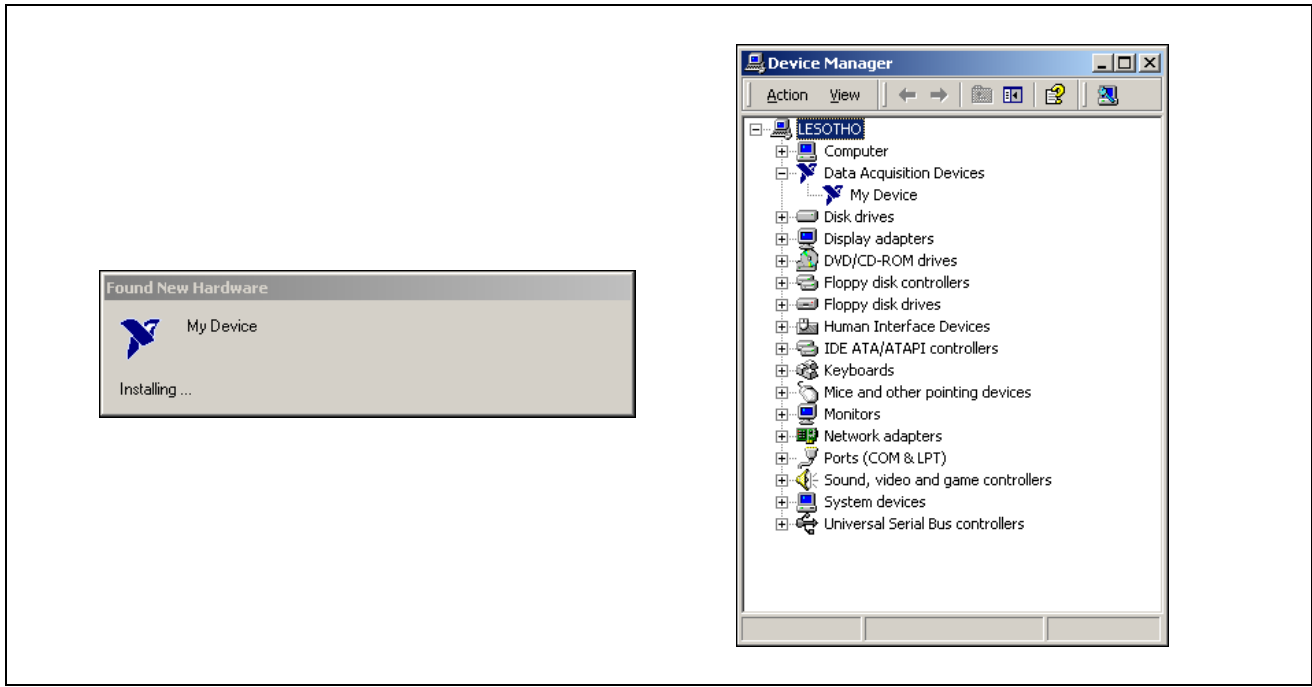 Found New Hardware
My Device
Installing ...
Device Manager
Action View
LESOTHO
Computer
Data Acquisition Devices
My Device
Disk drives
Display adapters
DVD/CD-ROM drives
Floppy disk controllers
Floppy disk drives
Human Interface Devices
IDE ATA/ATAPI controllers
Keyboards
Mice and other pointing devices
Monitors
Network adapters
Ports (COM & LPT)
Sound, video and game controllers
System devices
Universal Serial Bus controllers